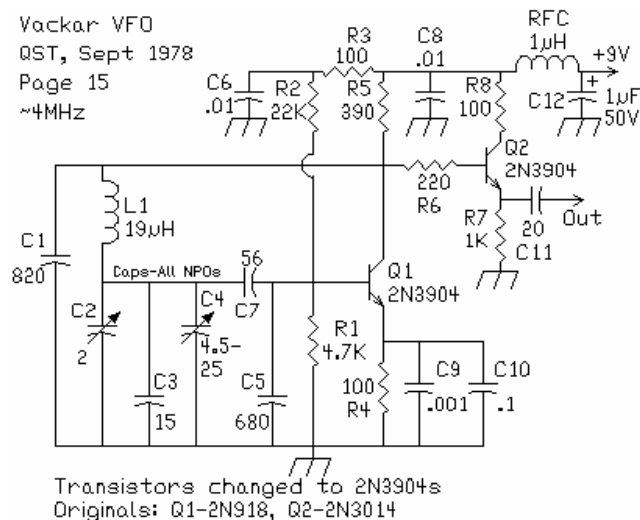 Vackar VFO
QST, Sept 1978
Page 15
~4MHz
R3
100
C8
.01
RFC
1µH
+9V
C6
.01
R2
22K
R5
390
R8
100
C12
+
1µF
50V
Q2
2N3904
220
R6
L1
19µH
R7
1K
20
C11
Out
C1
820
Caps-All NPOs
56
C7
Q1
2N3904
C2
2
C4
4.5-
25
R1
4.7K
C3
15
C5
680
100
R4
C9
.001
C10
.1
Transistors changed to 2N3904s
Originals: Q1-2N918, Q2-2N3014